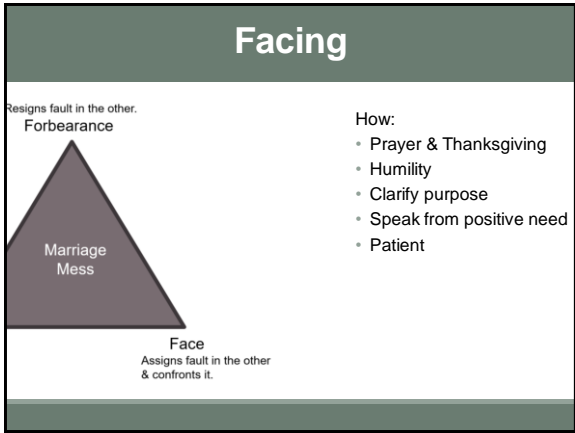 Facing
Resigns fault in the other.
Forbearance
Marriage
Mess
Face
Assigns fault in the other
& confronts it.
How:
• Prayer & Thanksgiving
• Humility
• Clarify purpose
• Speak from positive need
• Patient